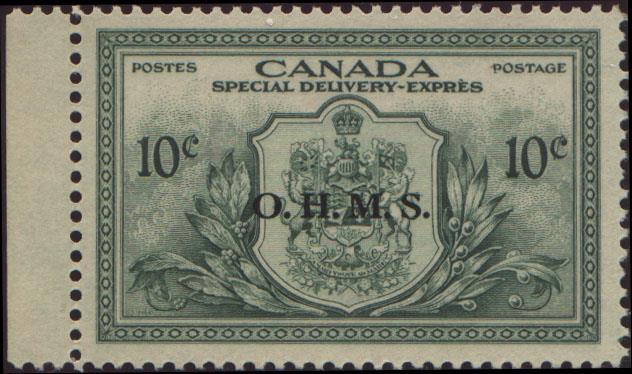 POSTES CANADA POSTAGE
SPECIAL DELIVERY-EXPRÈS
10¢ 10¢
O. H. M. S.